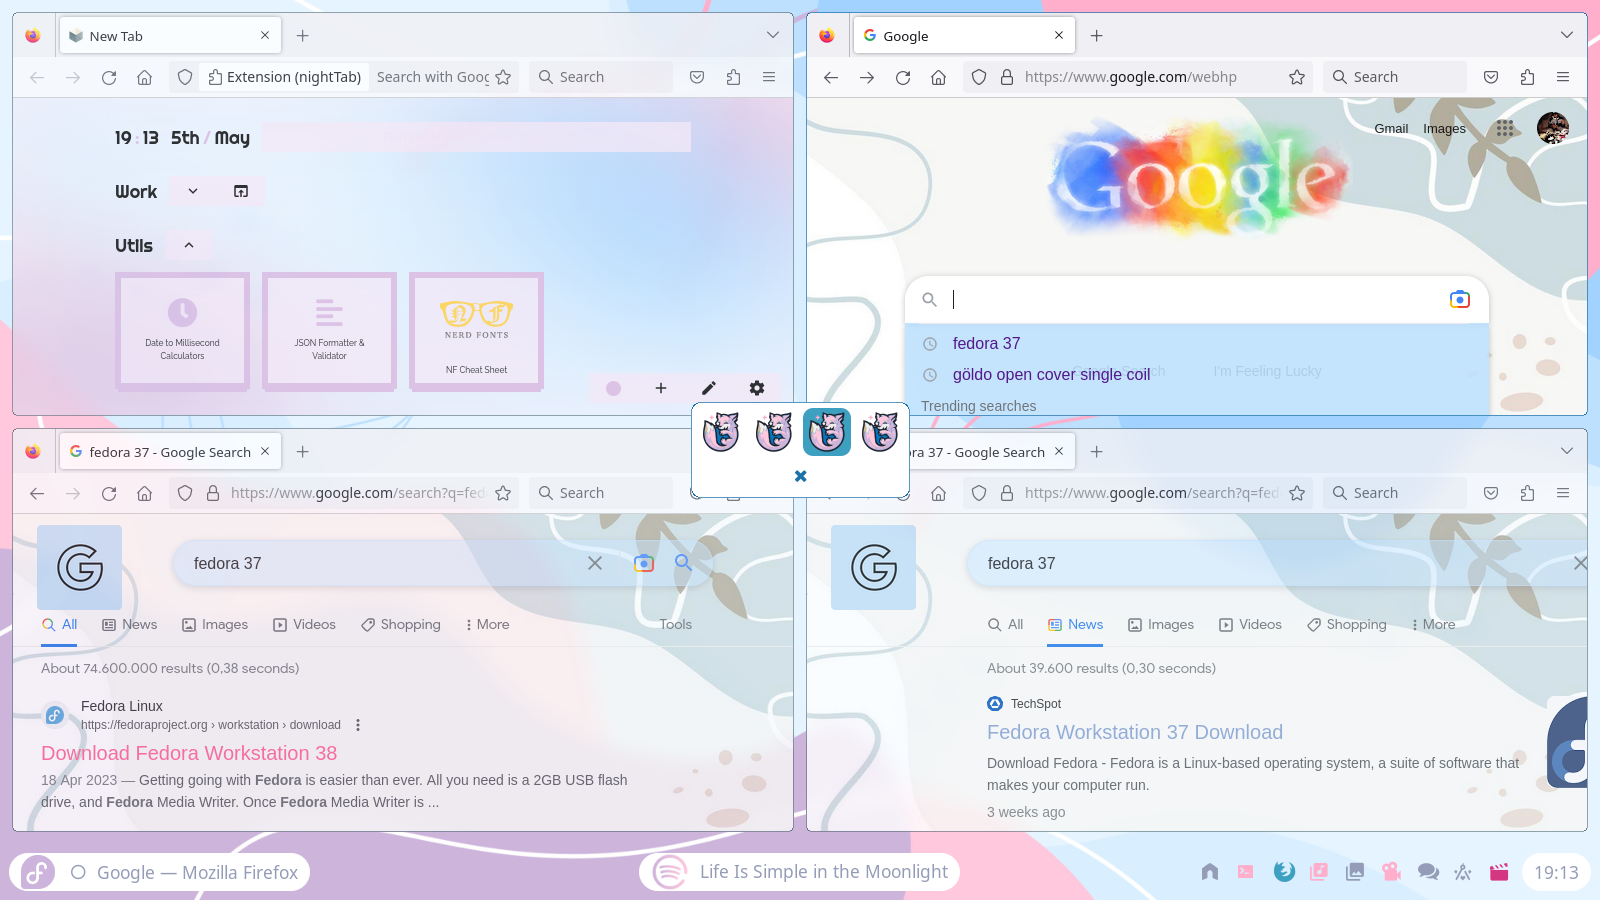 New Tab
Extension (nightTab)
Search with Goog
Search
19:13 5th/May
Work
Utils
Date to Millisecond
Calculators
JSON Formatter &
Validator
NERD FONTS
NF Cheat Sheet
Google
https://www.google.com/webhp
Search
Gmail
Images
Google
fedora 37
göldo open cover single coil
I'm Feeling Lucky
Trending searches
fedora 37 - Google Search
https://www.google.com/search?q=fed
Search
fedora 37
All
News
Images
Videos
Shopping
More
Tools
About 74.600.000 results (0,38 seconds)
Fedora Linux
https://fedoraproject.org › workstation › download
Download Fedora Workstation 38
18 Apr 2023 — Getting going with Fedora is easier than ever. All you need is a 2GB USB flash
drive, and Fedora Media Writer. Once Fedora Media Writer is ...
ora 37 - Google Search
https://www.google.com/search?q=fed
Search
fedora 37
All
News
Images
Videos
Shopping
More
About 39.600 results (0,30 seconds)
TechSpot
Fedora Workstation 37 Download
Download Fedora - Fedora is a Linux-based operating system, a suite of software that
makes your computer run.
3 weeks ago
Google — Mozilla Firefox
Life Is Simple in the Moonlight
19:13